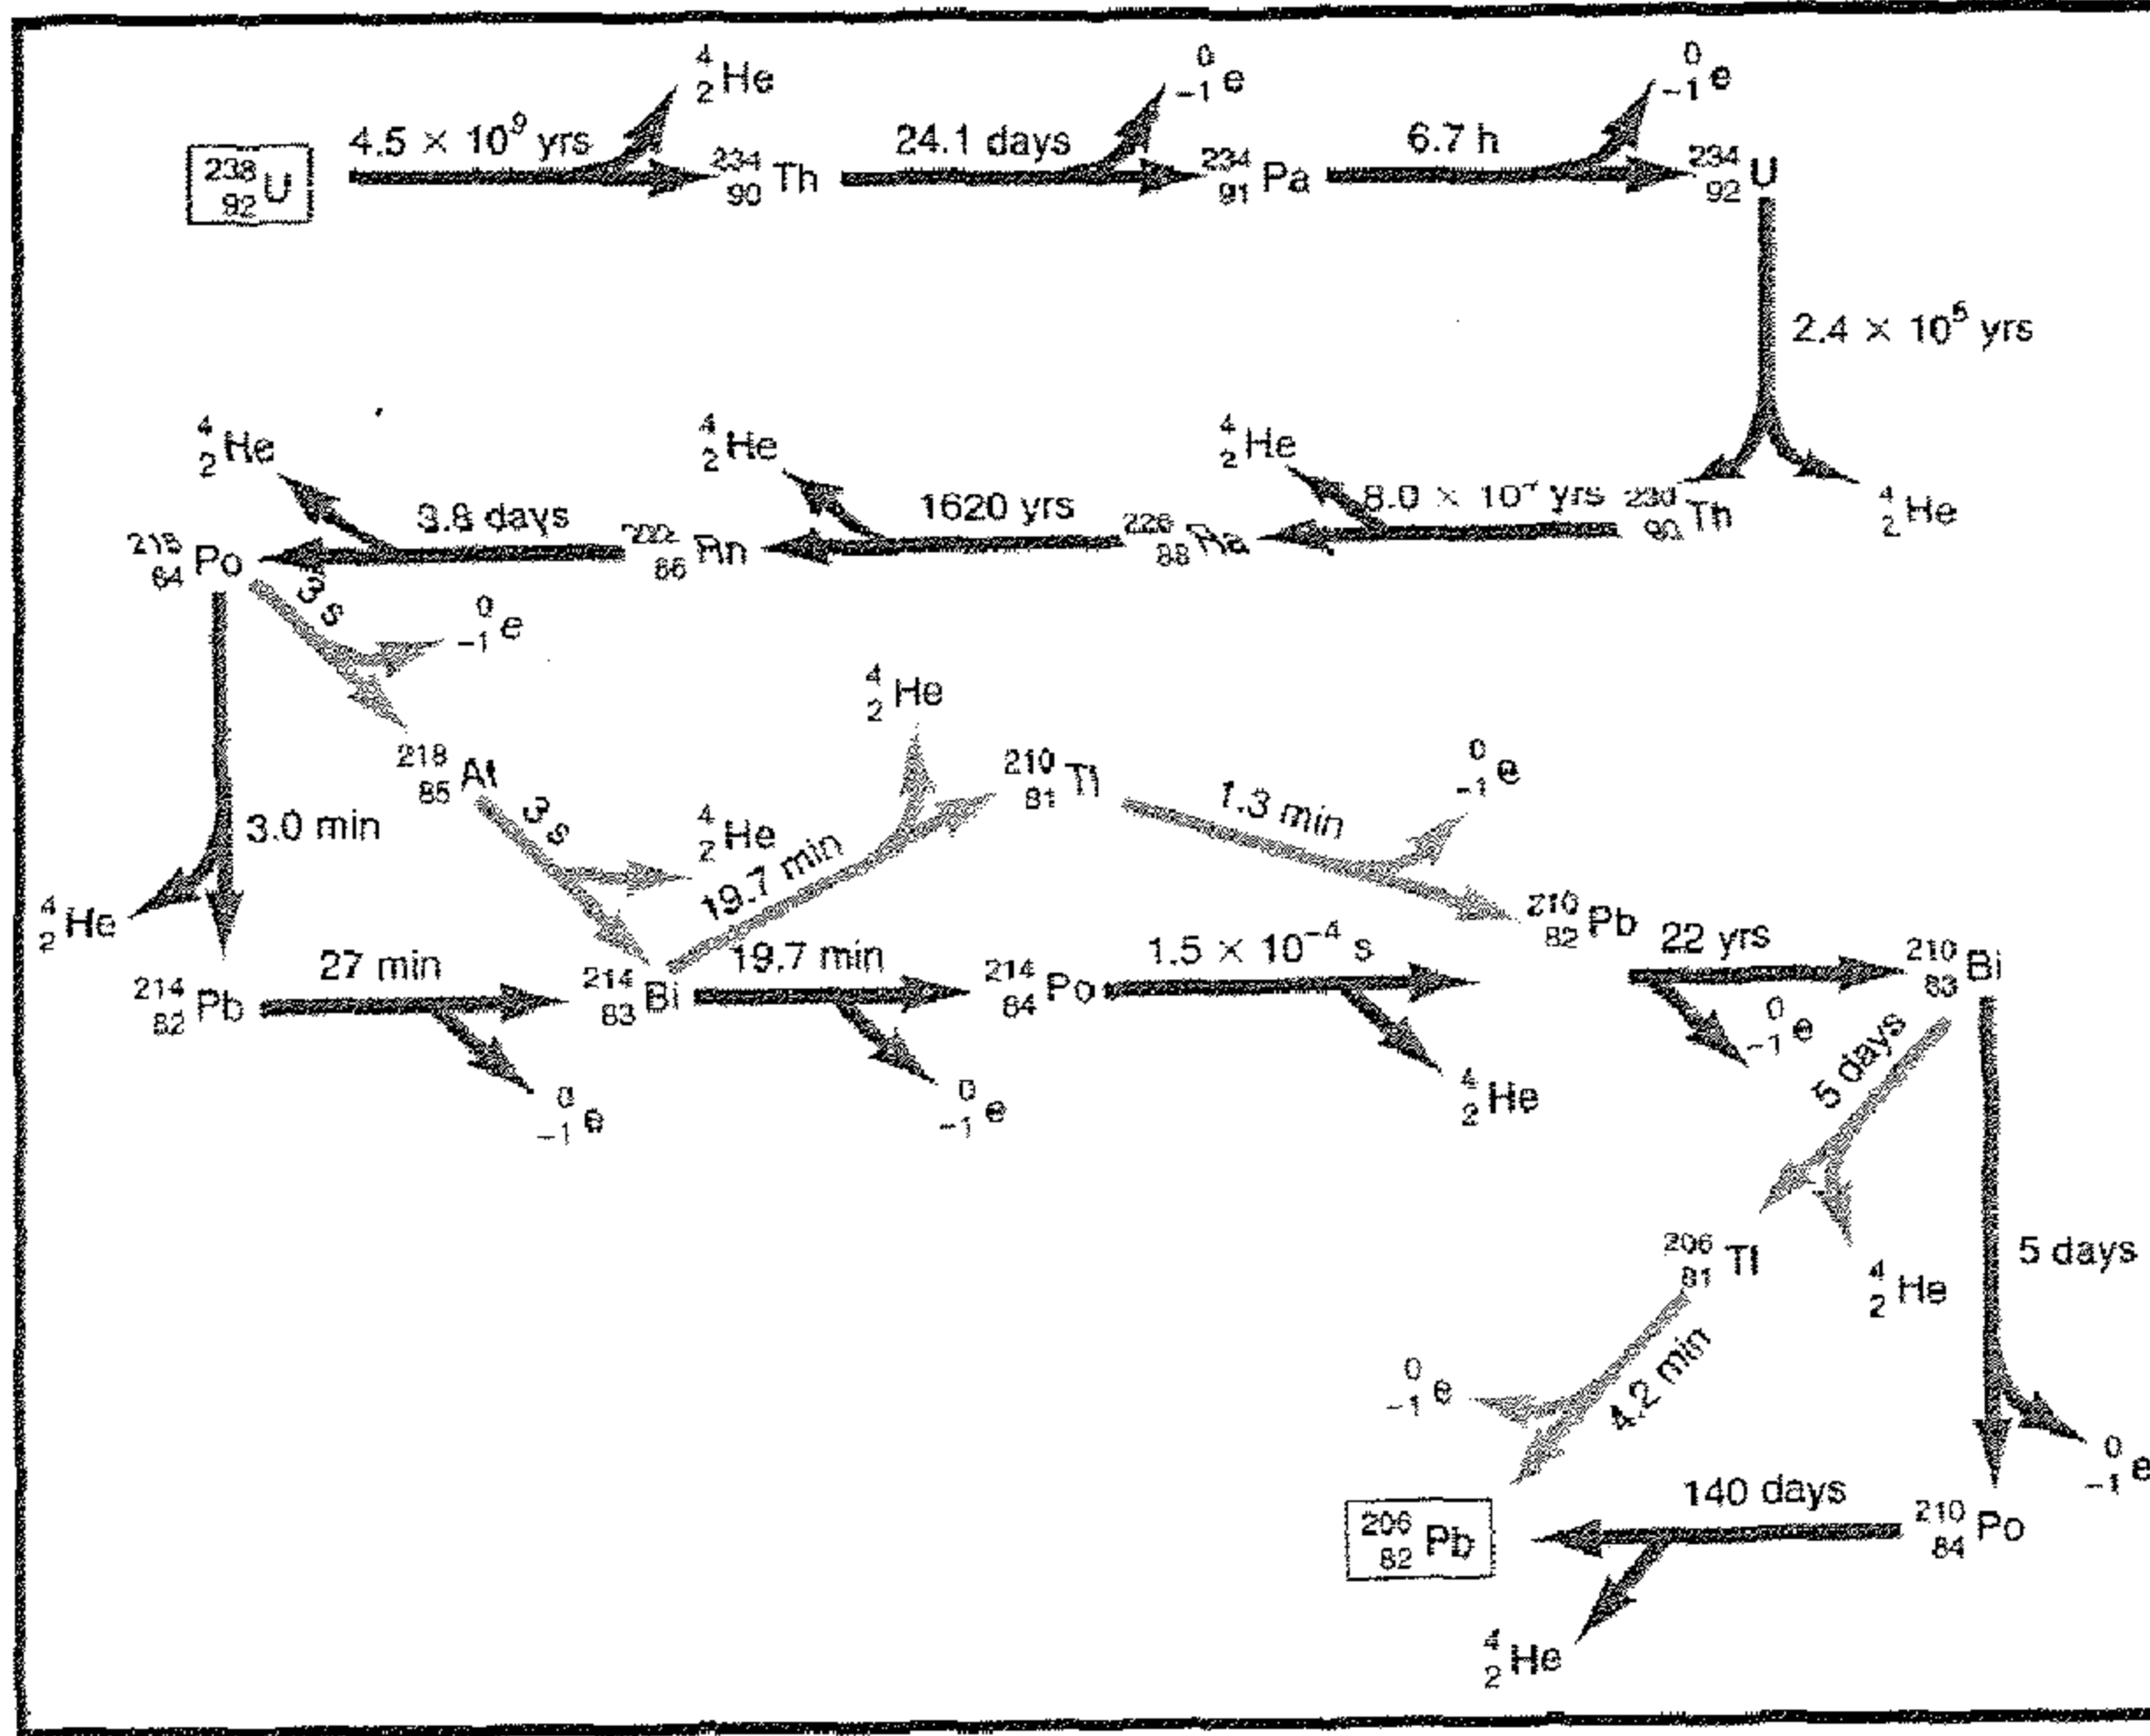 4 2 He
0 -1 e
0 -1 e
238 92 U
4.5 × 10^9 yrs
234 90 Th
24.1 days
234 91 Pa
6.7 h
234 92 U
2.4 × 10^5 yrs
4 2 He
4 2 He
4 2 He
4 2 He
218 84 Po
3.8 days
222 86 Rn
1620 yrs
226 88 Ra
8.0 × 10^4 yrs
230 90 Th
3 s
0 -1 e
4 2 He
218 85 At
210 81 Tl
0 -1 e
3.0 min
3 s
4 2 He
19.7 min
1.3 min
4 2 He
210 82 Pb
214 82 Pb
27 min
214 83 Bi
19.7 min
214 84 Po
1.5 × 10^-4 s
22 yrs
210 83 Bi
0 -1 e
0 -1 e
0 -1 e
4 2 He
5 days
206 81 Tl
4 2 He
5 days
0 -1 e
4.2 min
0 -1 e
206 82 Pb
140 days
210 84 Po
4 2 He